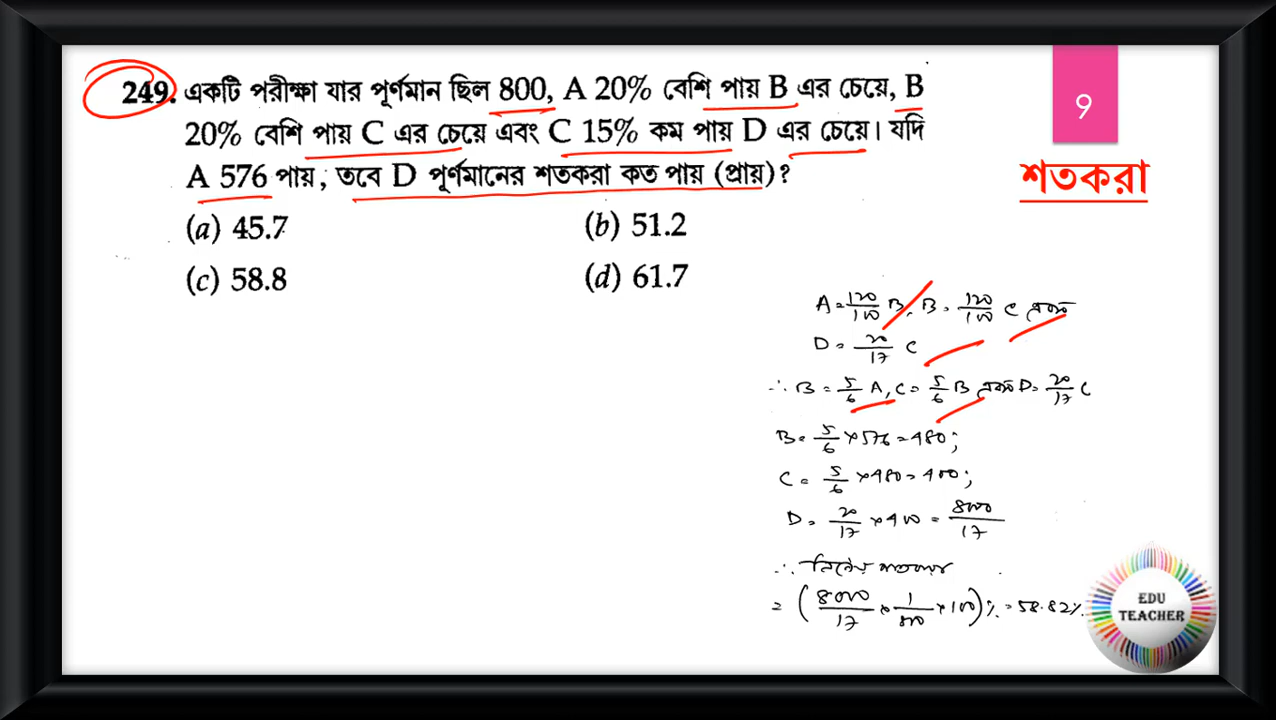 249. একটি পরীক্ষা যার পূর্ণমান ছিল 800, A 20% বেশি পায় B এর চেয়ে, B
20% বেশি পায় C এর চেয়ে এবং C 15% কম পায় D এর চেয়ে। যদি
A 576 পায়, তবে D পূর্ণমানের শতকরা কত পায় (প্রায়)?
(a) 45.7 (b) 51.2
(c) 58.8 (d) 61.7
9
শতকরা
A = 120/100 B, B = 120/100 C এবং
D = 20/17 C
∴ B = 5/6 A, C = 5/6 B এবং D = 20/17 C
B = 5/6 × 576 = 480;
C = 5/6 × 480 = 400;
D = 20/17 × 400 = 8000/17
∴ নির্ণেয় শতকরা
= (8000/17 × 1/800 × 100)% = 58.82%.
EDU
TEACHER